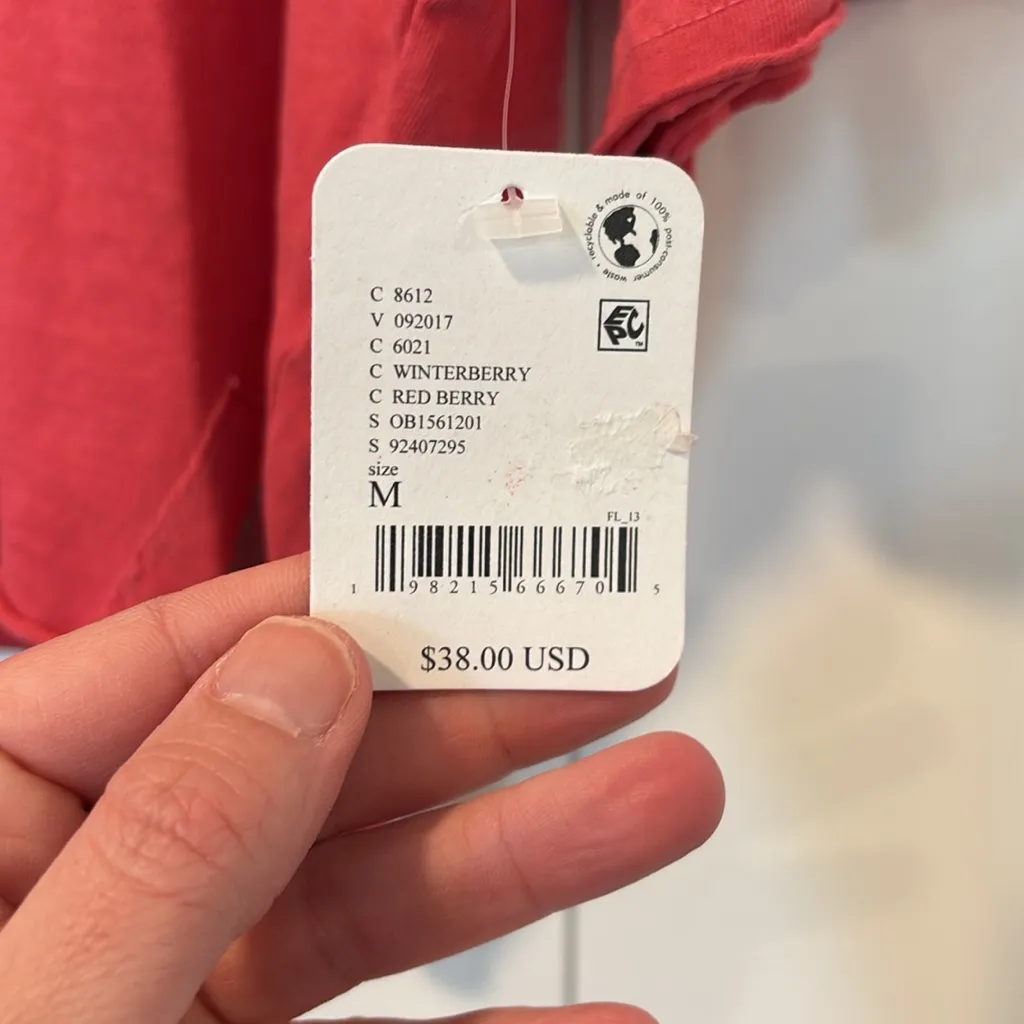 recyclable & made of 100% post-consumer waste •
EPC™
C 8612
V 092017
C 6021
C WINTERBERRY
C RED BERRY
S OB1561201
S 92407295
size
M
FL_13
1 98215 66670 5
$38.00 USD